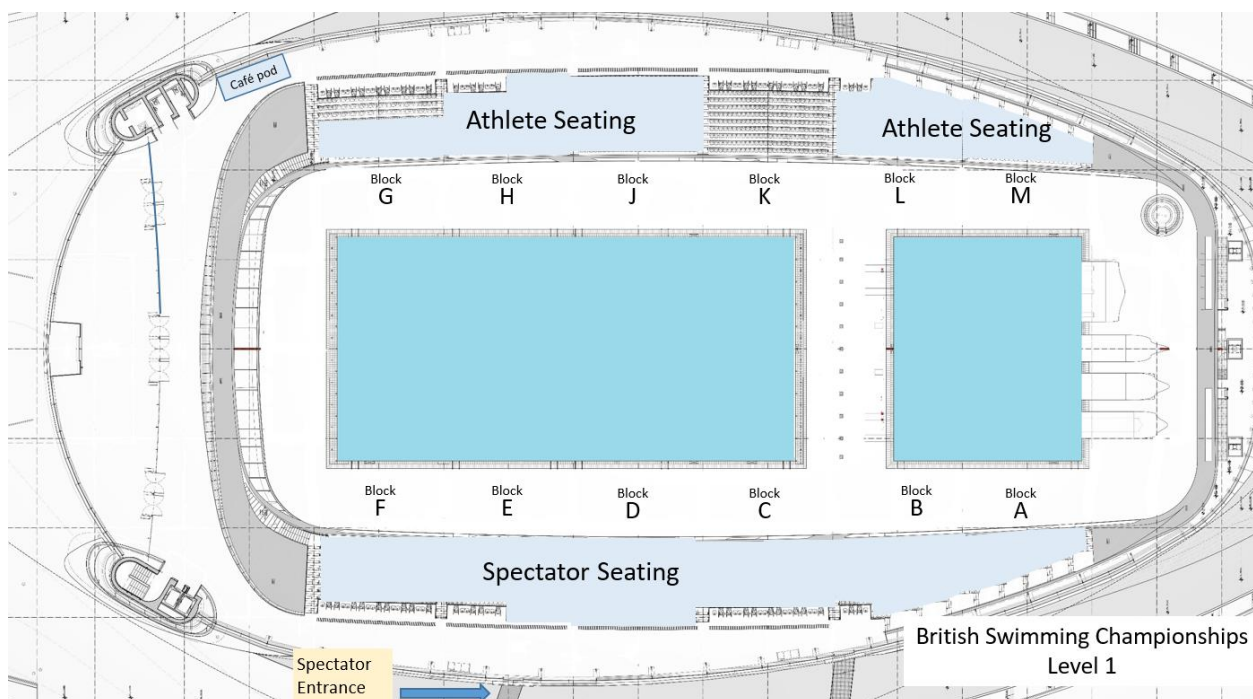 Café pod
Athlete Seating
Athlete Seating
Block
G
Block
H
Block
J
Block
K
Block
L
Block
M
Block
F
Block
E
Block
D
Block
C
Block
B
Block
A
Spectator Seating
British Swimming Championships
Level 1
Spectator
Entrance